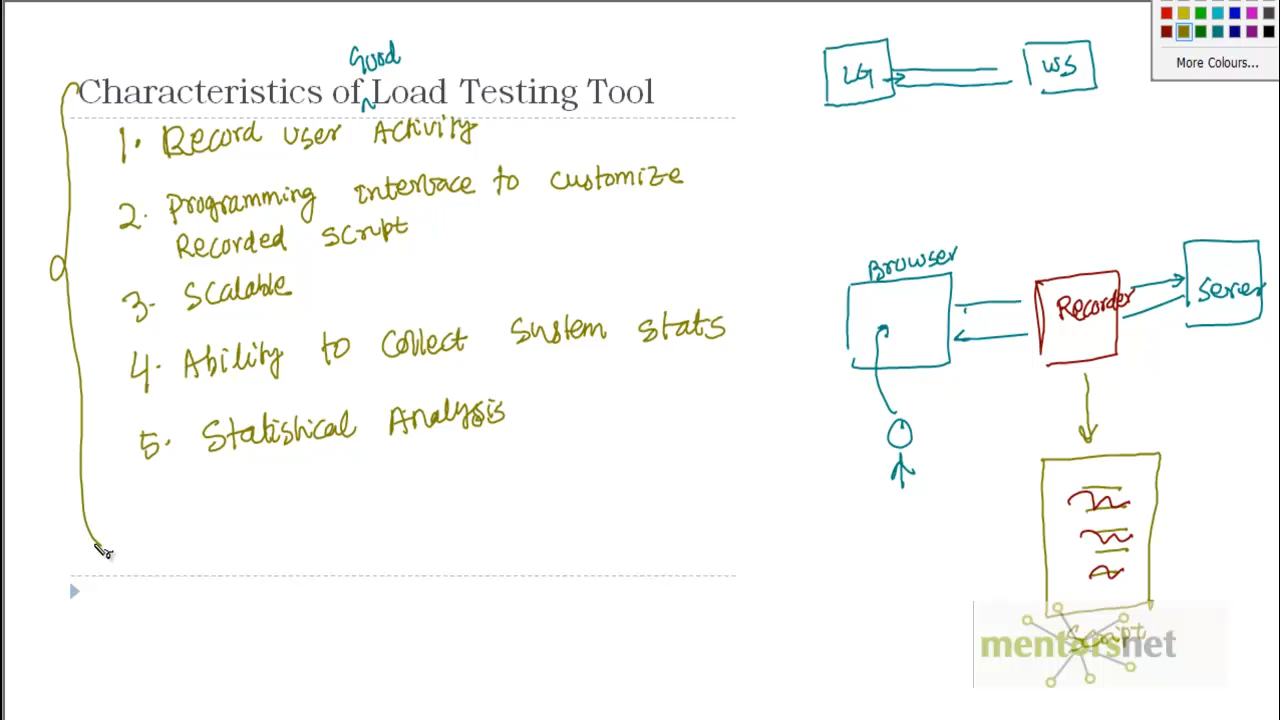 Good
Characteristics of Load Testing Tool
1. Record user Activity
2. Programming interface to customize
Recorded script
3. Scalable
4. Ability to collect system stats
5. Statistical Analysis
LG
WS
Browser
Recorder
Server
Script
mentorsnet
More Colours...